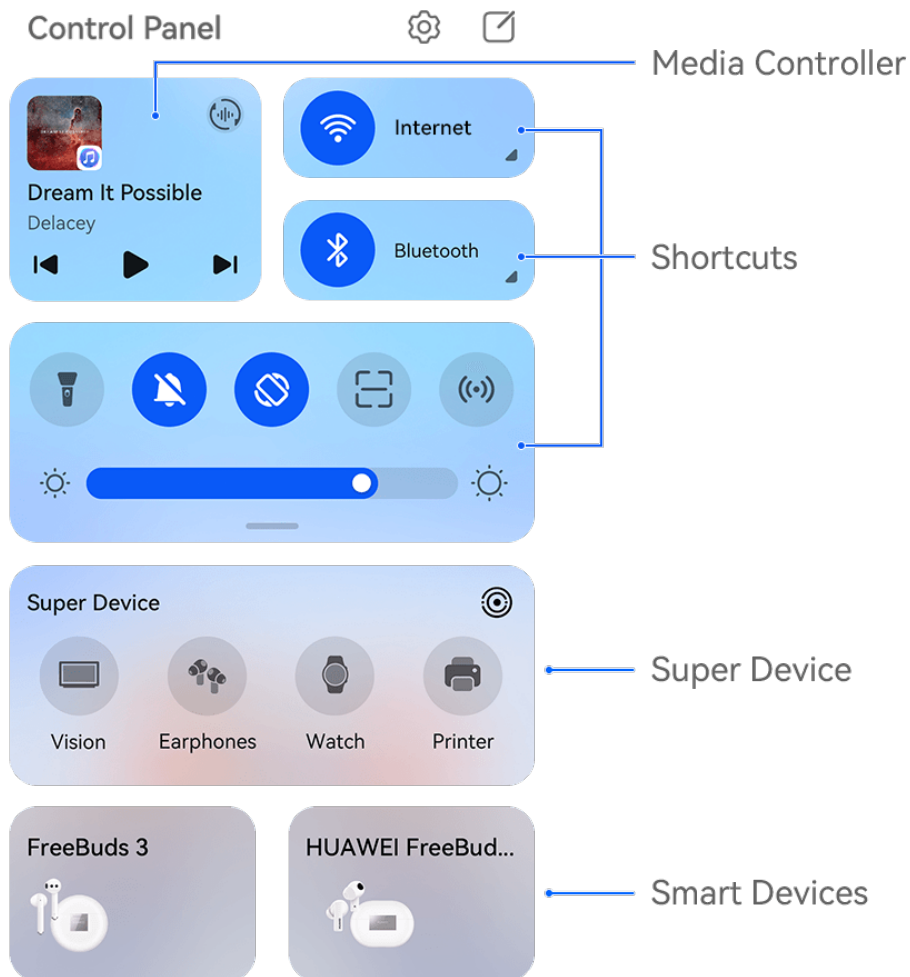 Control Panel
Media Controller
Dream It Possible
Delacey
Internet
Bluetooth
Shortcuts
Super Device
Vision
Earphones
Watch
Printer
Super Device
FreeBuds 3
HUAWEI FreeBud...
Smart Devices